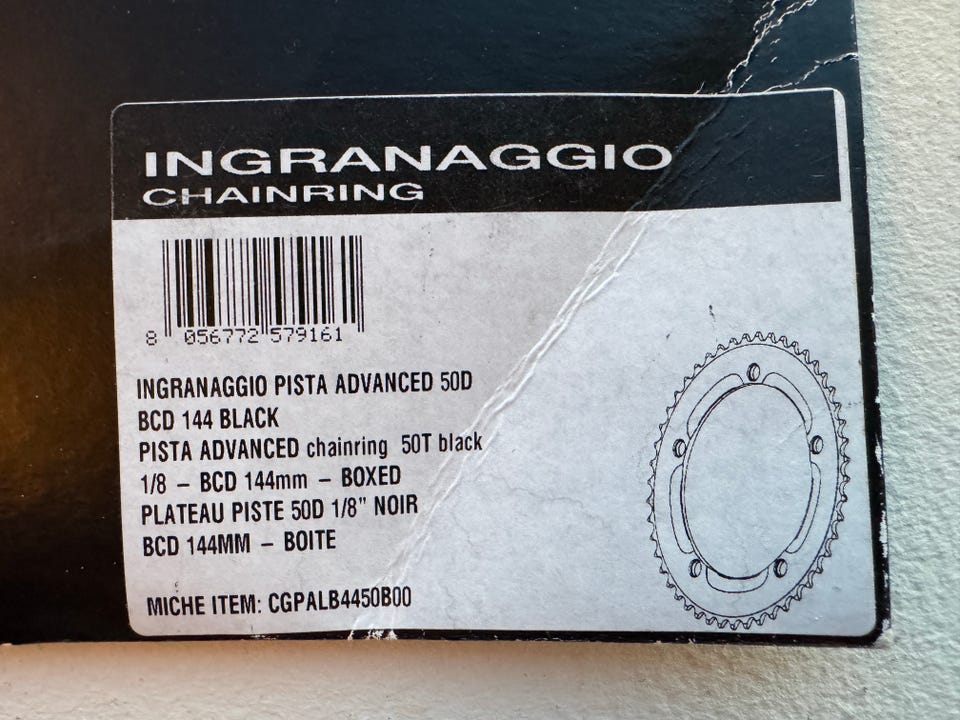 INGRANAGGIO
CHAINRING
8 056772 579161
INGRANAGGIO PISTA ADVANCED 50D
BCD 144 BLACK
PISTA ADVANCED chainring 50T black
1/8 – BCD 144mm – BOXED
PLATEAU PISTE 50D 1/8" NOIR
BCD 144MM – BOITE
MICHE ITEM: CGPALB4450B00